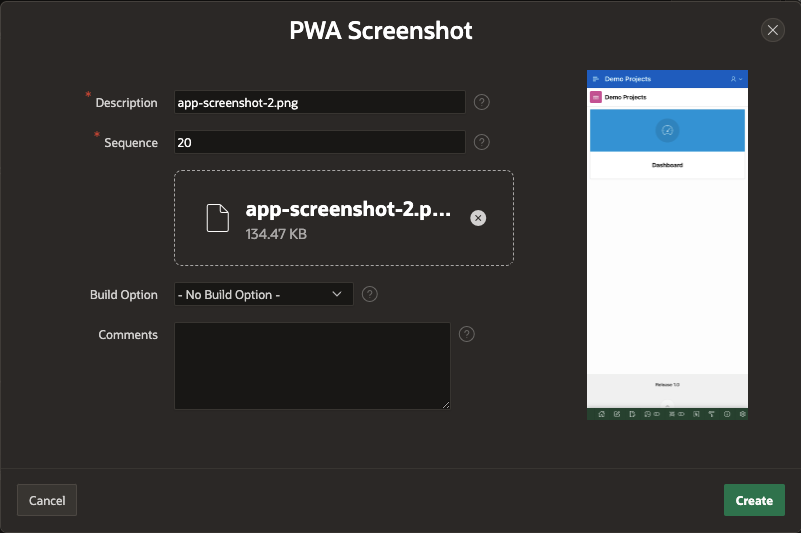 PWA Screenshot
* Description
app-screenshot-2.png
?
* Sequence
20
?
app-screenshot-2.p...
134.47 KB
Build Option
- No Build Option -
?
Comments
?
Demo Projects
Demo Projects
Dashboard
Release 1.0
Cancel
Create